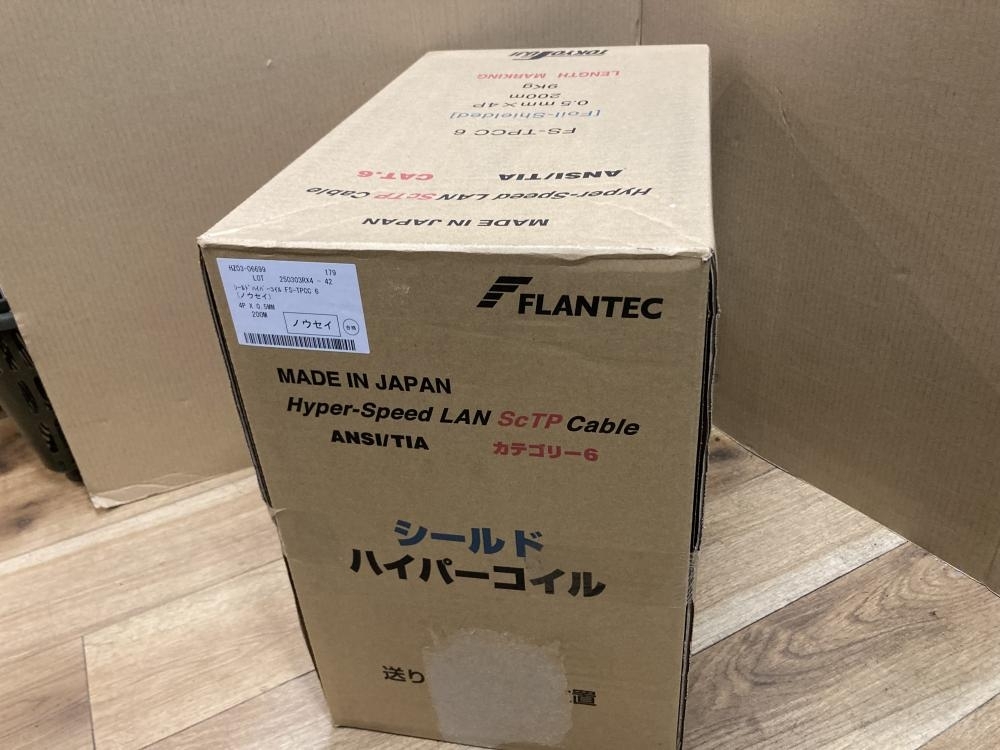 TOKYO FUJI
LENGTH MARKING
9Kg
200m
0.5 mm×4P
[Foil-Shielded]
FS-TPCC 6
ANSI/TIA CAT.6
Hyper-Speed LAN ScTP Cable
MADE IN JAPAN
HZ03-06699 179
LOT 250303RX4 - 42
シールドハイパーコイル FS-TPCC 6
(ノウセイ)
4P X 0.5MM
200M
ノウセイ
合格
FLANTEC
MADE IN JAPAN
Hyper-Speed LAN ScTP Cable
ANSI/TIA カテゴリー6
シールド
ハイパーコイル
送り 置